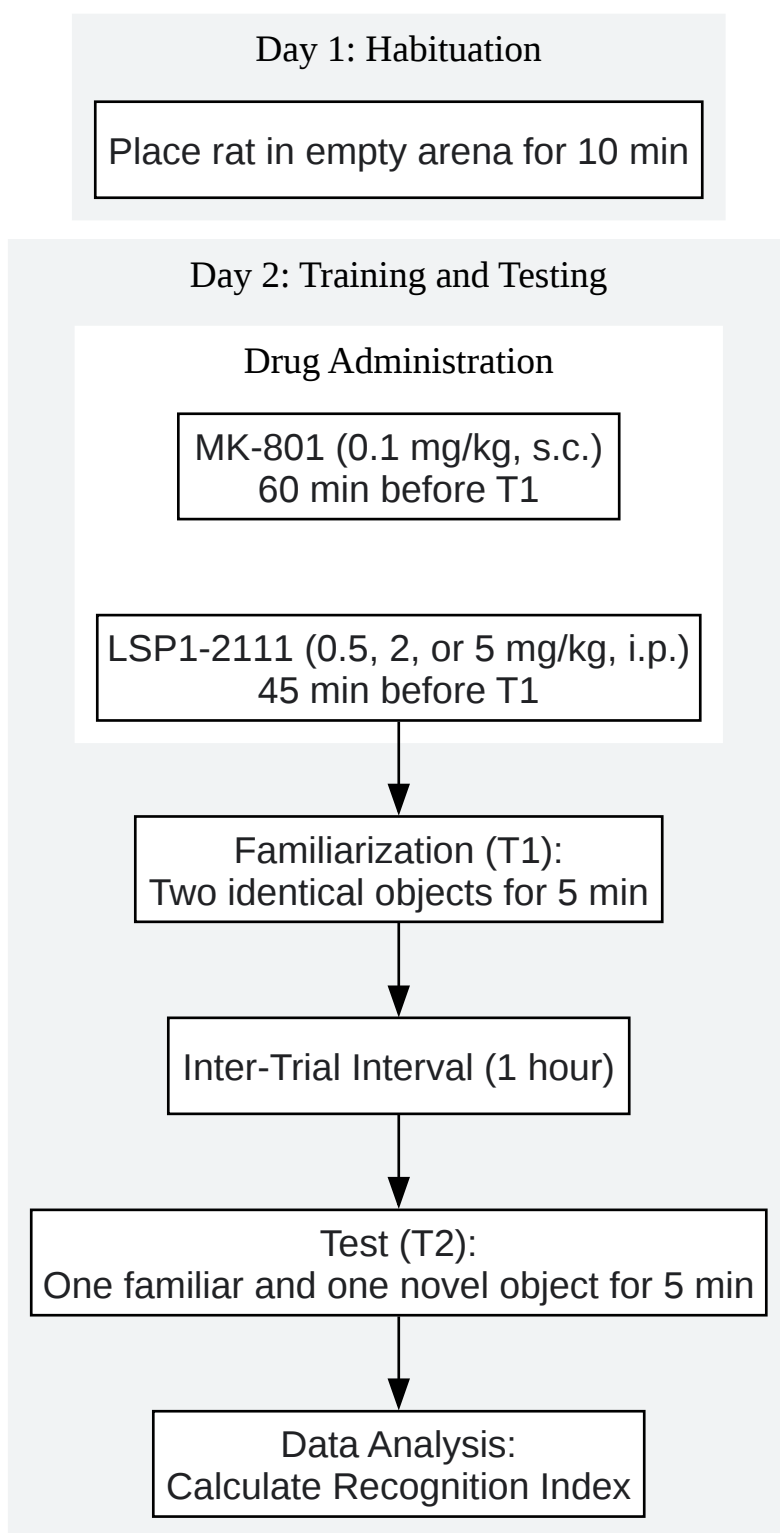 Day 1: Habituation
Place rat in empty arena for 10 min
Day 2: Training and Testing
Drug Administration
MK-801 (0.1 mg/kg, s.c.)
60 min before T1
LSP1-2111 (0.5, 2, or 5 mg/kg, i.p.)
45 min before T1
Familiarization (T1):
Two identical objects for 5 min
Inter-Trial Interval (1 hour)
Test (T2):
One familiar and one novel object for 5 min
Data Analysis:
Calculate Recognition Index